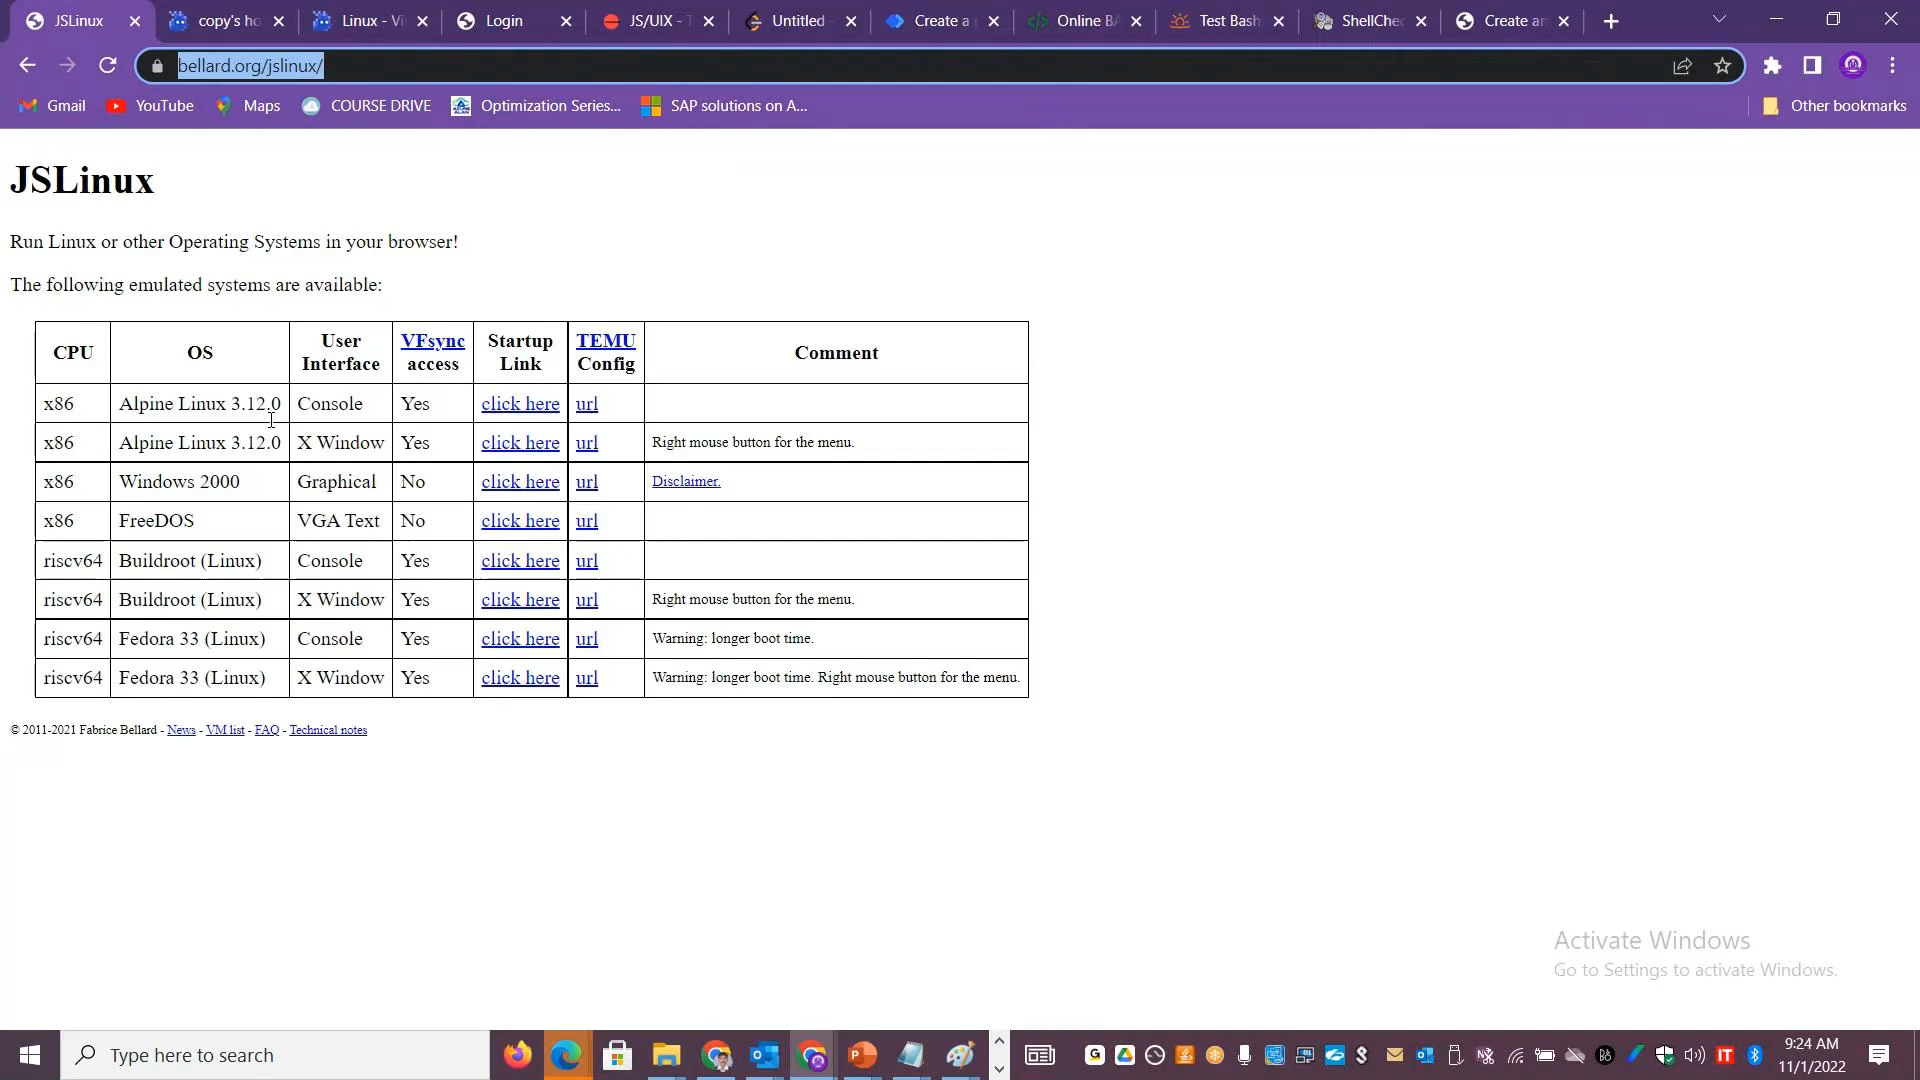 JSLinux
copy's ho
Linux - Vi
Login
JS/UIX - T
Untitled
Create a
Online BA
Test Bash
ShellChec
Create an
bellard.org/jslinux/
Gmail
YouTube
Maps
COURSE DRIVE
Optimization Series...
SAP solutions on A...
Other bookmarks
JSLinux
Run Linux or other Operating Systems in your browser!
The following emulated systems are available:
CPU OS User Interface VFsync access Startup Link TEMU Config Comment
x86 Alpine Linux 3.12.0 Console Yes click here url
x86 Alpine Linux 3.12.0 X Window Yes click here url Right mouse button for the menu.
x86 Windows 2000 Graphical No click here url Disclaimer.
x86 FreeDOS VGA Text No click here url
riscv64 Buildroot (Linux) Console Yes click here url
riscv64 Buildroot (Linux) X Window Yes click here url Right mouse button for the menu.
riscv64 Fedora 33 (Linux) Console Yes click here url Warning: longer boot time.
riscv64 Fedora 33 (Linux) X Window Yes click here url Warning: longer boot time. Right mouse button for the menu.
© 2011-2021 Fabrice Bellard - News - VM list - FAQ - Technical notes
Activate Windows
Go to Settings to activate Windows.
Type here to search
9:24 AM
11/1/2022